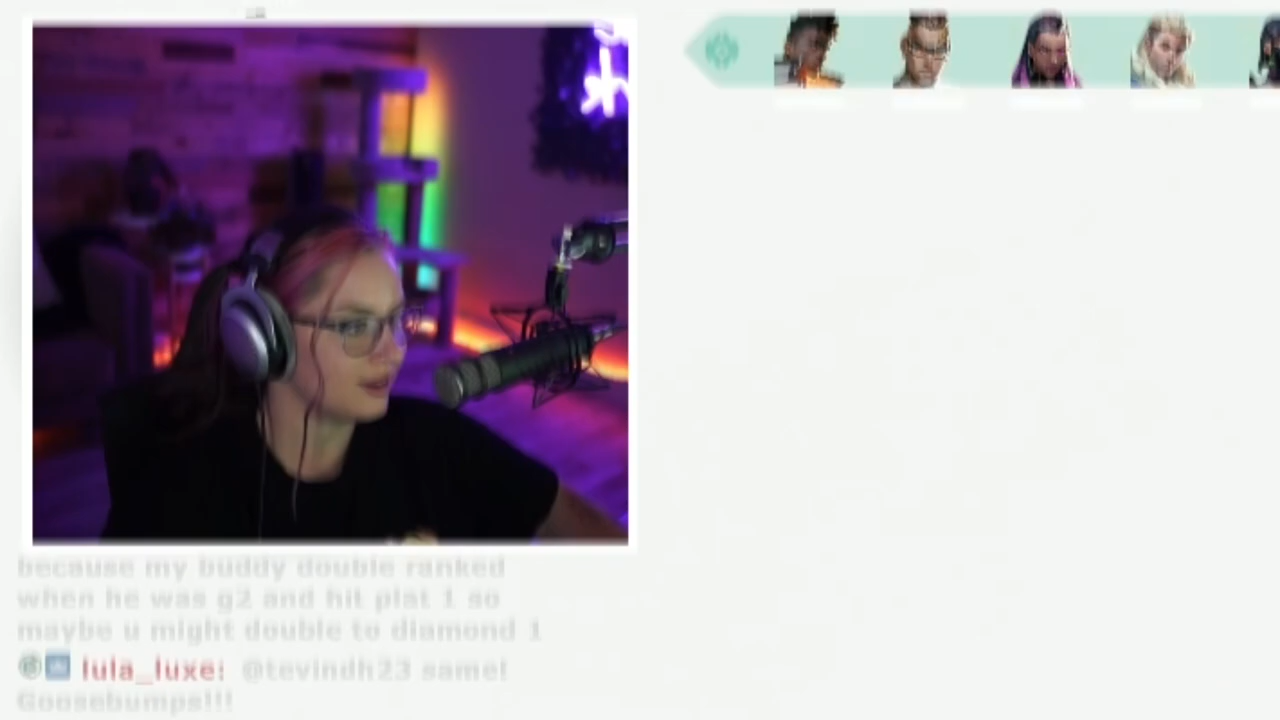 because my buddy double ranked
when he was g2 and hit plat 1 so
maybe u might double to diamond 1
lula_luxe: @tevindh23 same!
Goosebumps!!!